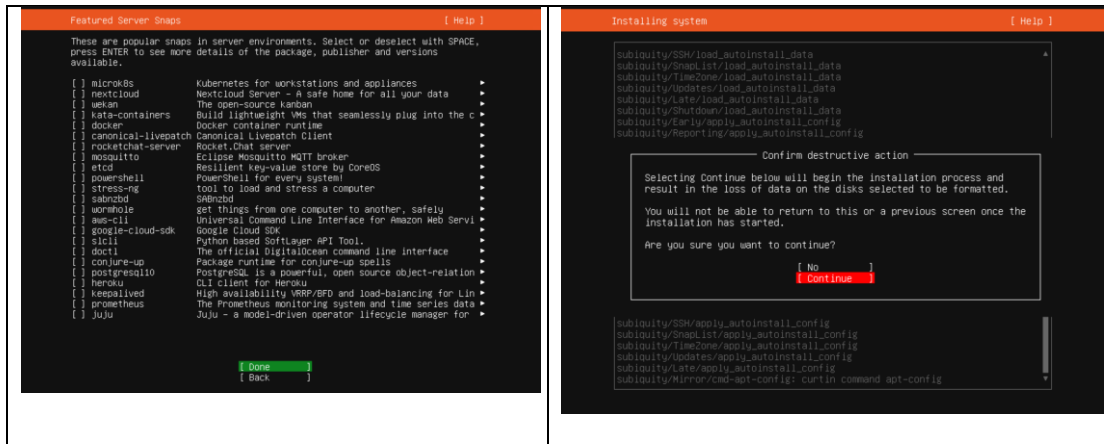 Featured Server Snaps [ Help ]
These are popular snaps in server environments. Select or deselect with SPACE,
press ENTER to see more details of the package, publisher and versions
available.
[ ] microk8s Kubernetes for workstations and appliances ►
[ ] nextcloud Nextcloud Server - A safe home for all your data ►
[ ] wekan The open-source kanban ►
[ ] kata-containers Build lightweight VMs that seamlessly plug into the c ►
[ ] docker Docker container runtime ►
[ ] canonical-livepatch Canonical Livepatch Client ►
[ ] rocketchat-server Rocket.Chat server ►
[ ] mosquitto Eclipse Mosquitto MQTT broker ►
[ ] etcd Resilient key-value store by CoreOS ►
[ ] powershell PowerShell for every system! ►
[ ] stress-ng tool to load and stress a computer ►
[ ] sabnzbd SABnzbd ►
[ ] wormhole get things from one computer to another, safely ►
[ ] aws-cli Universal Command Line Interface for Amazon Web Servi ►
[ ] google-cloud-sdk Google Cloud SDK ►
[ ] slcli Python based SoftLayer API Tool. ►
[ ] doctl The official DigitalOcean command line interface ►
[ ] conjure-up Package runtime for conjure-up spells ►
[ ] postgresql10 PostgreSQL is a powerful, open source object-relation ►
[ ] heroku CLI client for Heroku ►
[ ] keepalived High availability VRRP/BFD and load-balancing for Lin ►
[ ] prometheus The Prometheus monitoring system and time series data ►
[ ] juju Juju - a model-driven operator lifecycle manager for ►
[ Done ]
[ Back ]
Installing system [ Help ]
subiquity/SSH/load_autoinstall_data
subiquity/SnapList/load_autoinstall_data
subiquity/TimeZone/load_autoinstall_data
subiquity/Updates/load_autoinstall_data
subiquity/Late/load_autoinstall_data
subiquity/Shutdown/load_autoinstall_data
subiquity/Early/apply_autoinstall_config
subiquity/Reporting/apply_autoinstall_config
Confirm destructive action
Selecting Continue below will begin the installation process and
result in the loss of data on the disks selected to be formatted.
You will not be able to return to this or a previous screen once the
installation has started.
Are you sure you want to continue?
[ No ]
[ Continue ]
subiquity/SSH/apply_autoinstall_config
subiquity/SnapList/apply_autoinstall_config
subiquity/TimeZone/apply_autoinstall_config
subiquity/Updates/apply_autoinstall_config
subiquity/Late/apply_autoinstall_config
subiquity/Mirror/cmd-apt-config: curtin command apt-config